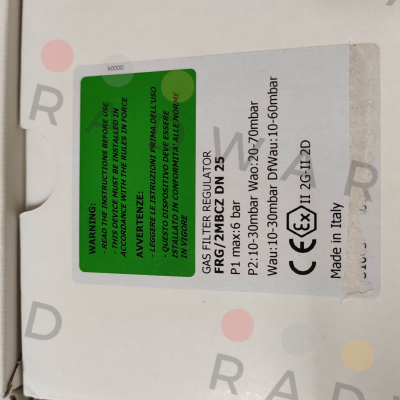 WARNING:
- READ THE INSTRUCTIONS BEFORE USE
- THIS DEVICE MUST BE INSTALLED IN
ACCORDANCE WITH THE RULES IN FORCE
AVVERTENZE:
- LEGGERE LE ISTRUZIONI PRIMA DELL'USO
- QUESTO DISPOSITIVO DEVE ESSERE
ISTALLATO IN CONFORMITA' ALLE NORME
IN VIGORE
GAS FILTER REGULATOR
FRG/2MBCZ DN 25
P1 max:6 bar
P2:10-30mbar Wao:20-70mbar
Wau:10-30mbar DfWau:10-60mbar
CE Ex II 2G-II 2D
Made in Italy